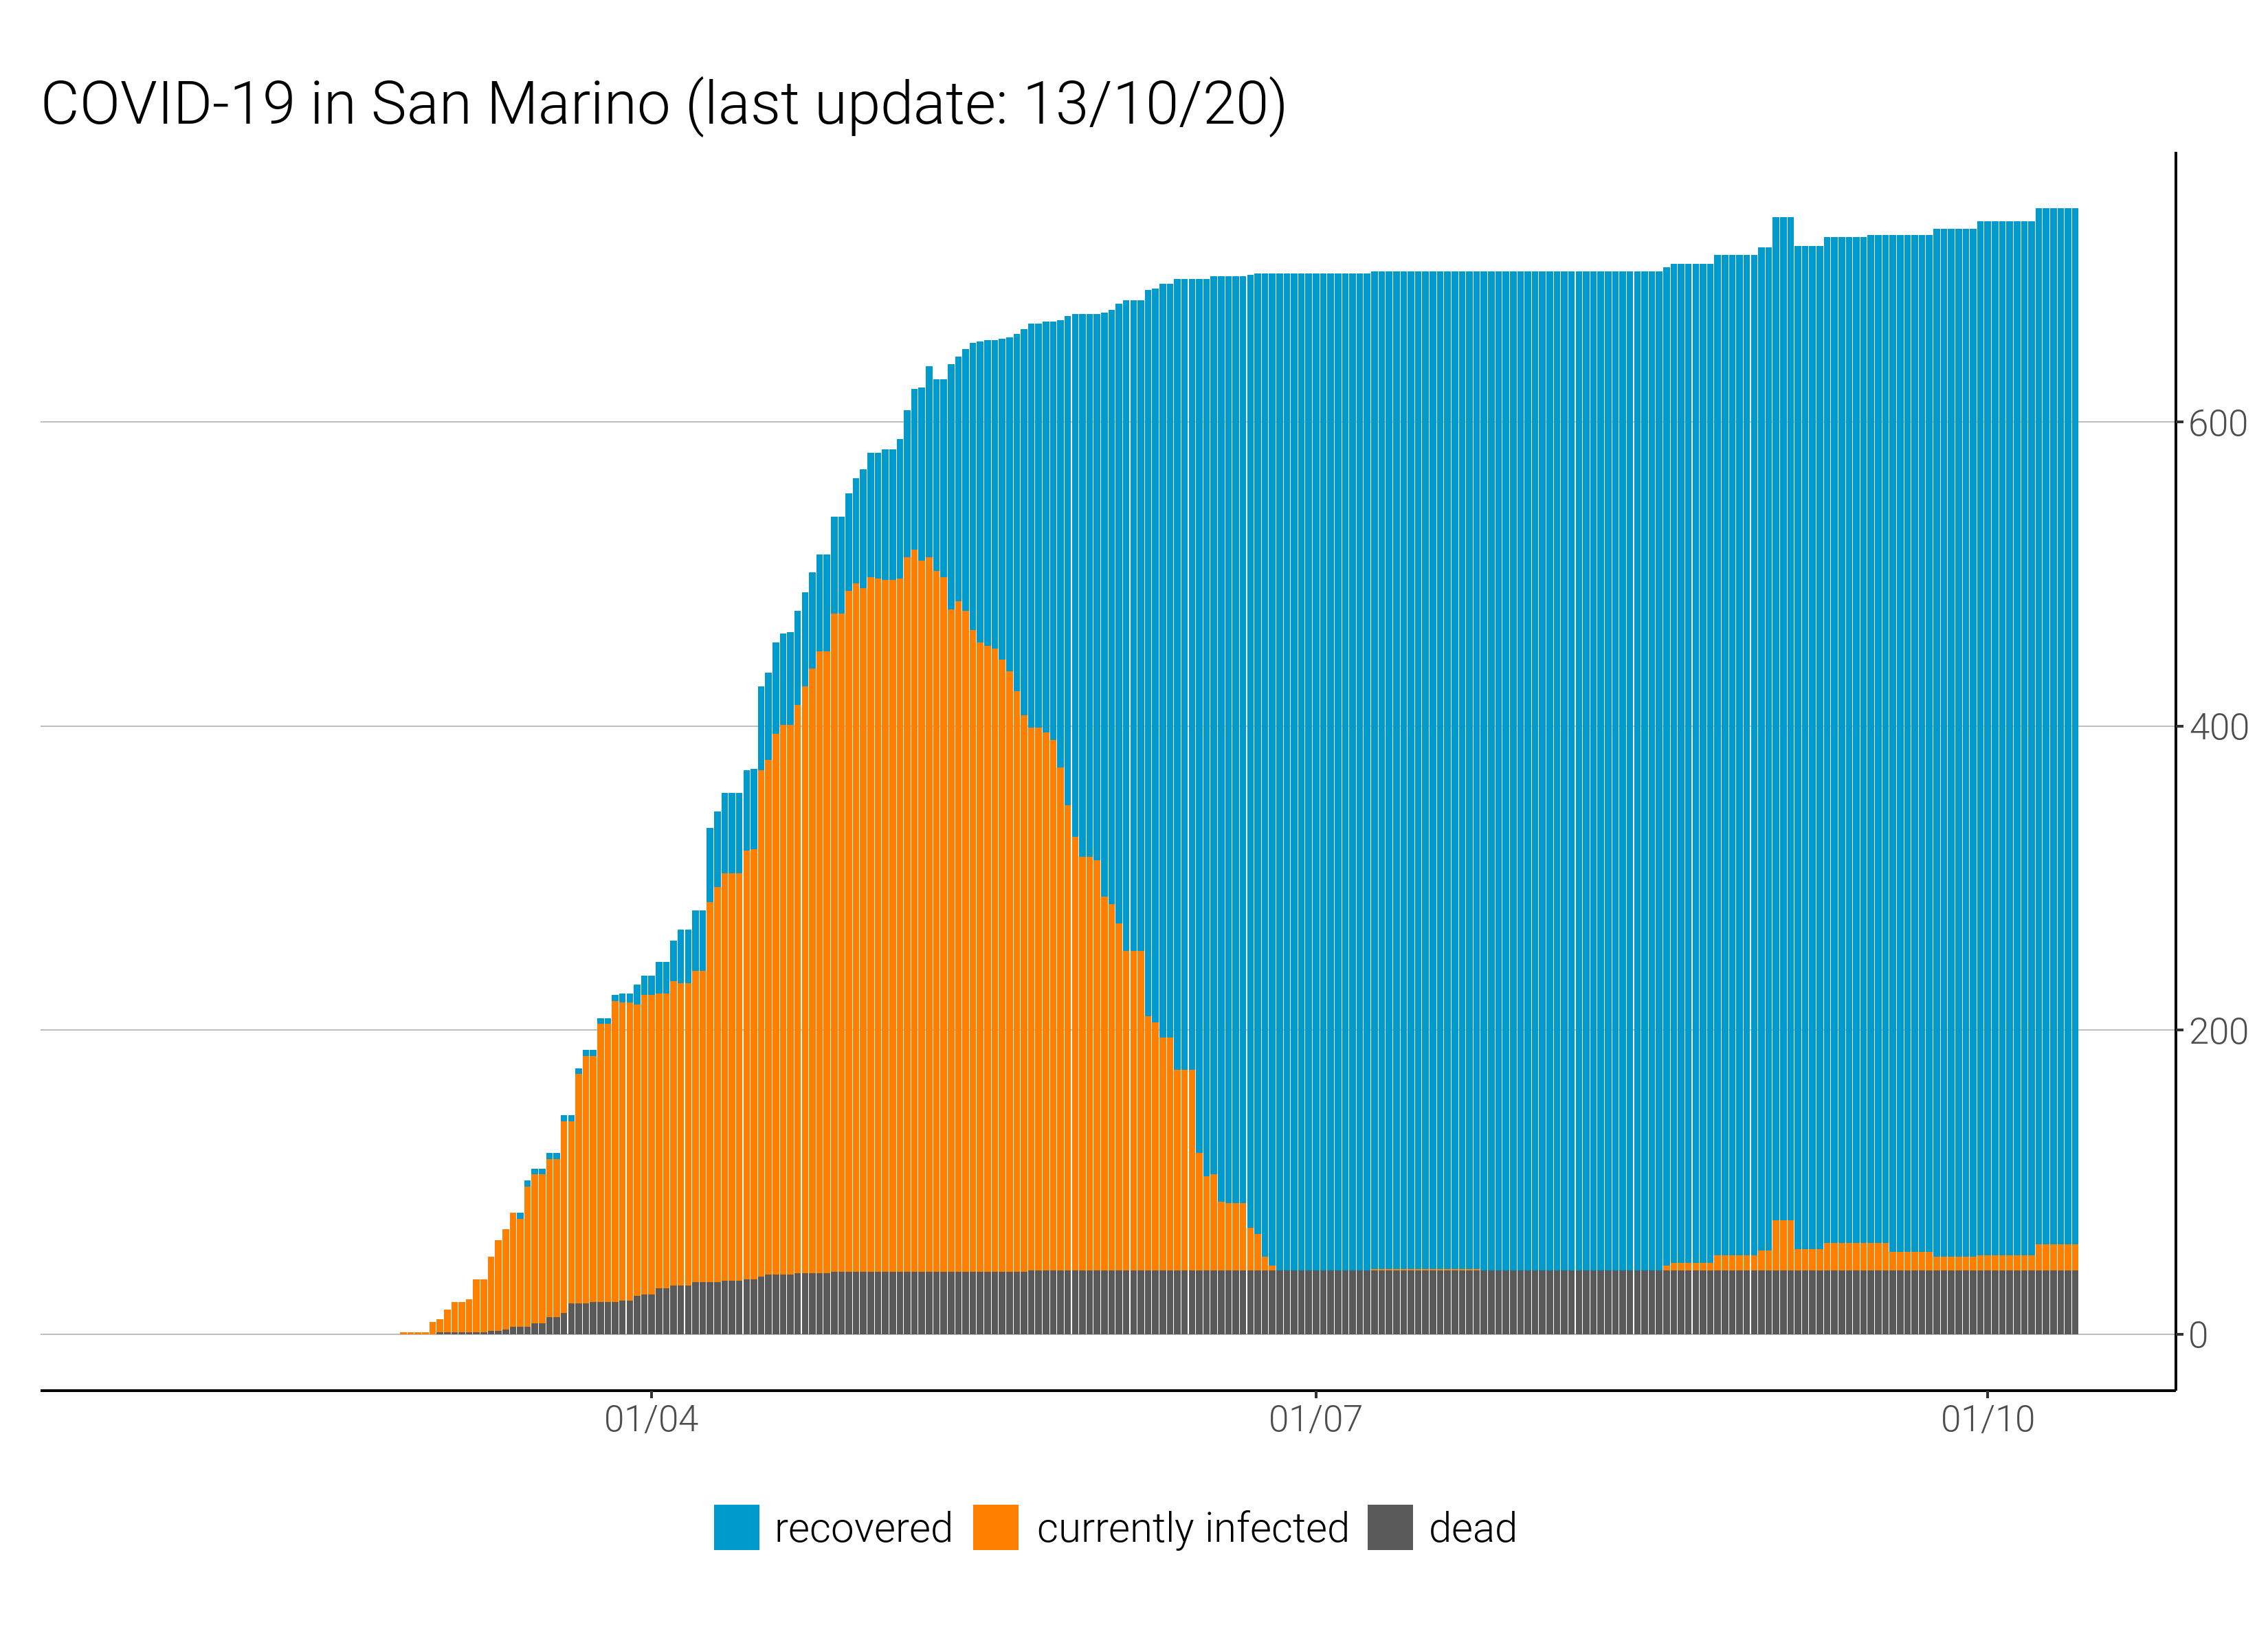 COVID-19 in San Marino (last update: 13/10/20)
600
400
200
0
01/04 01/07 01/10
recovered currently infected dead